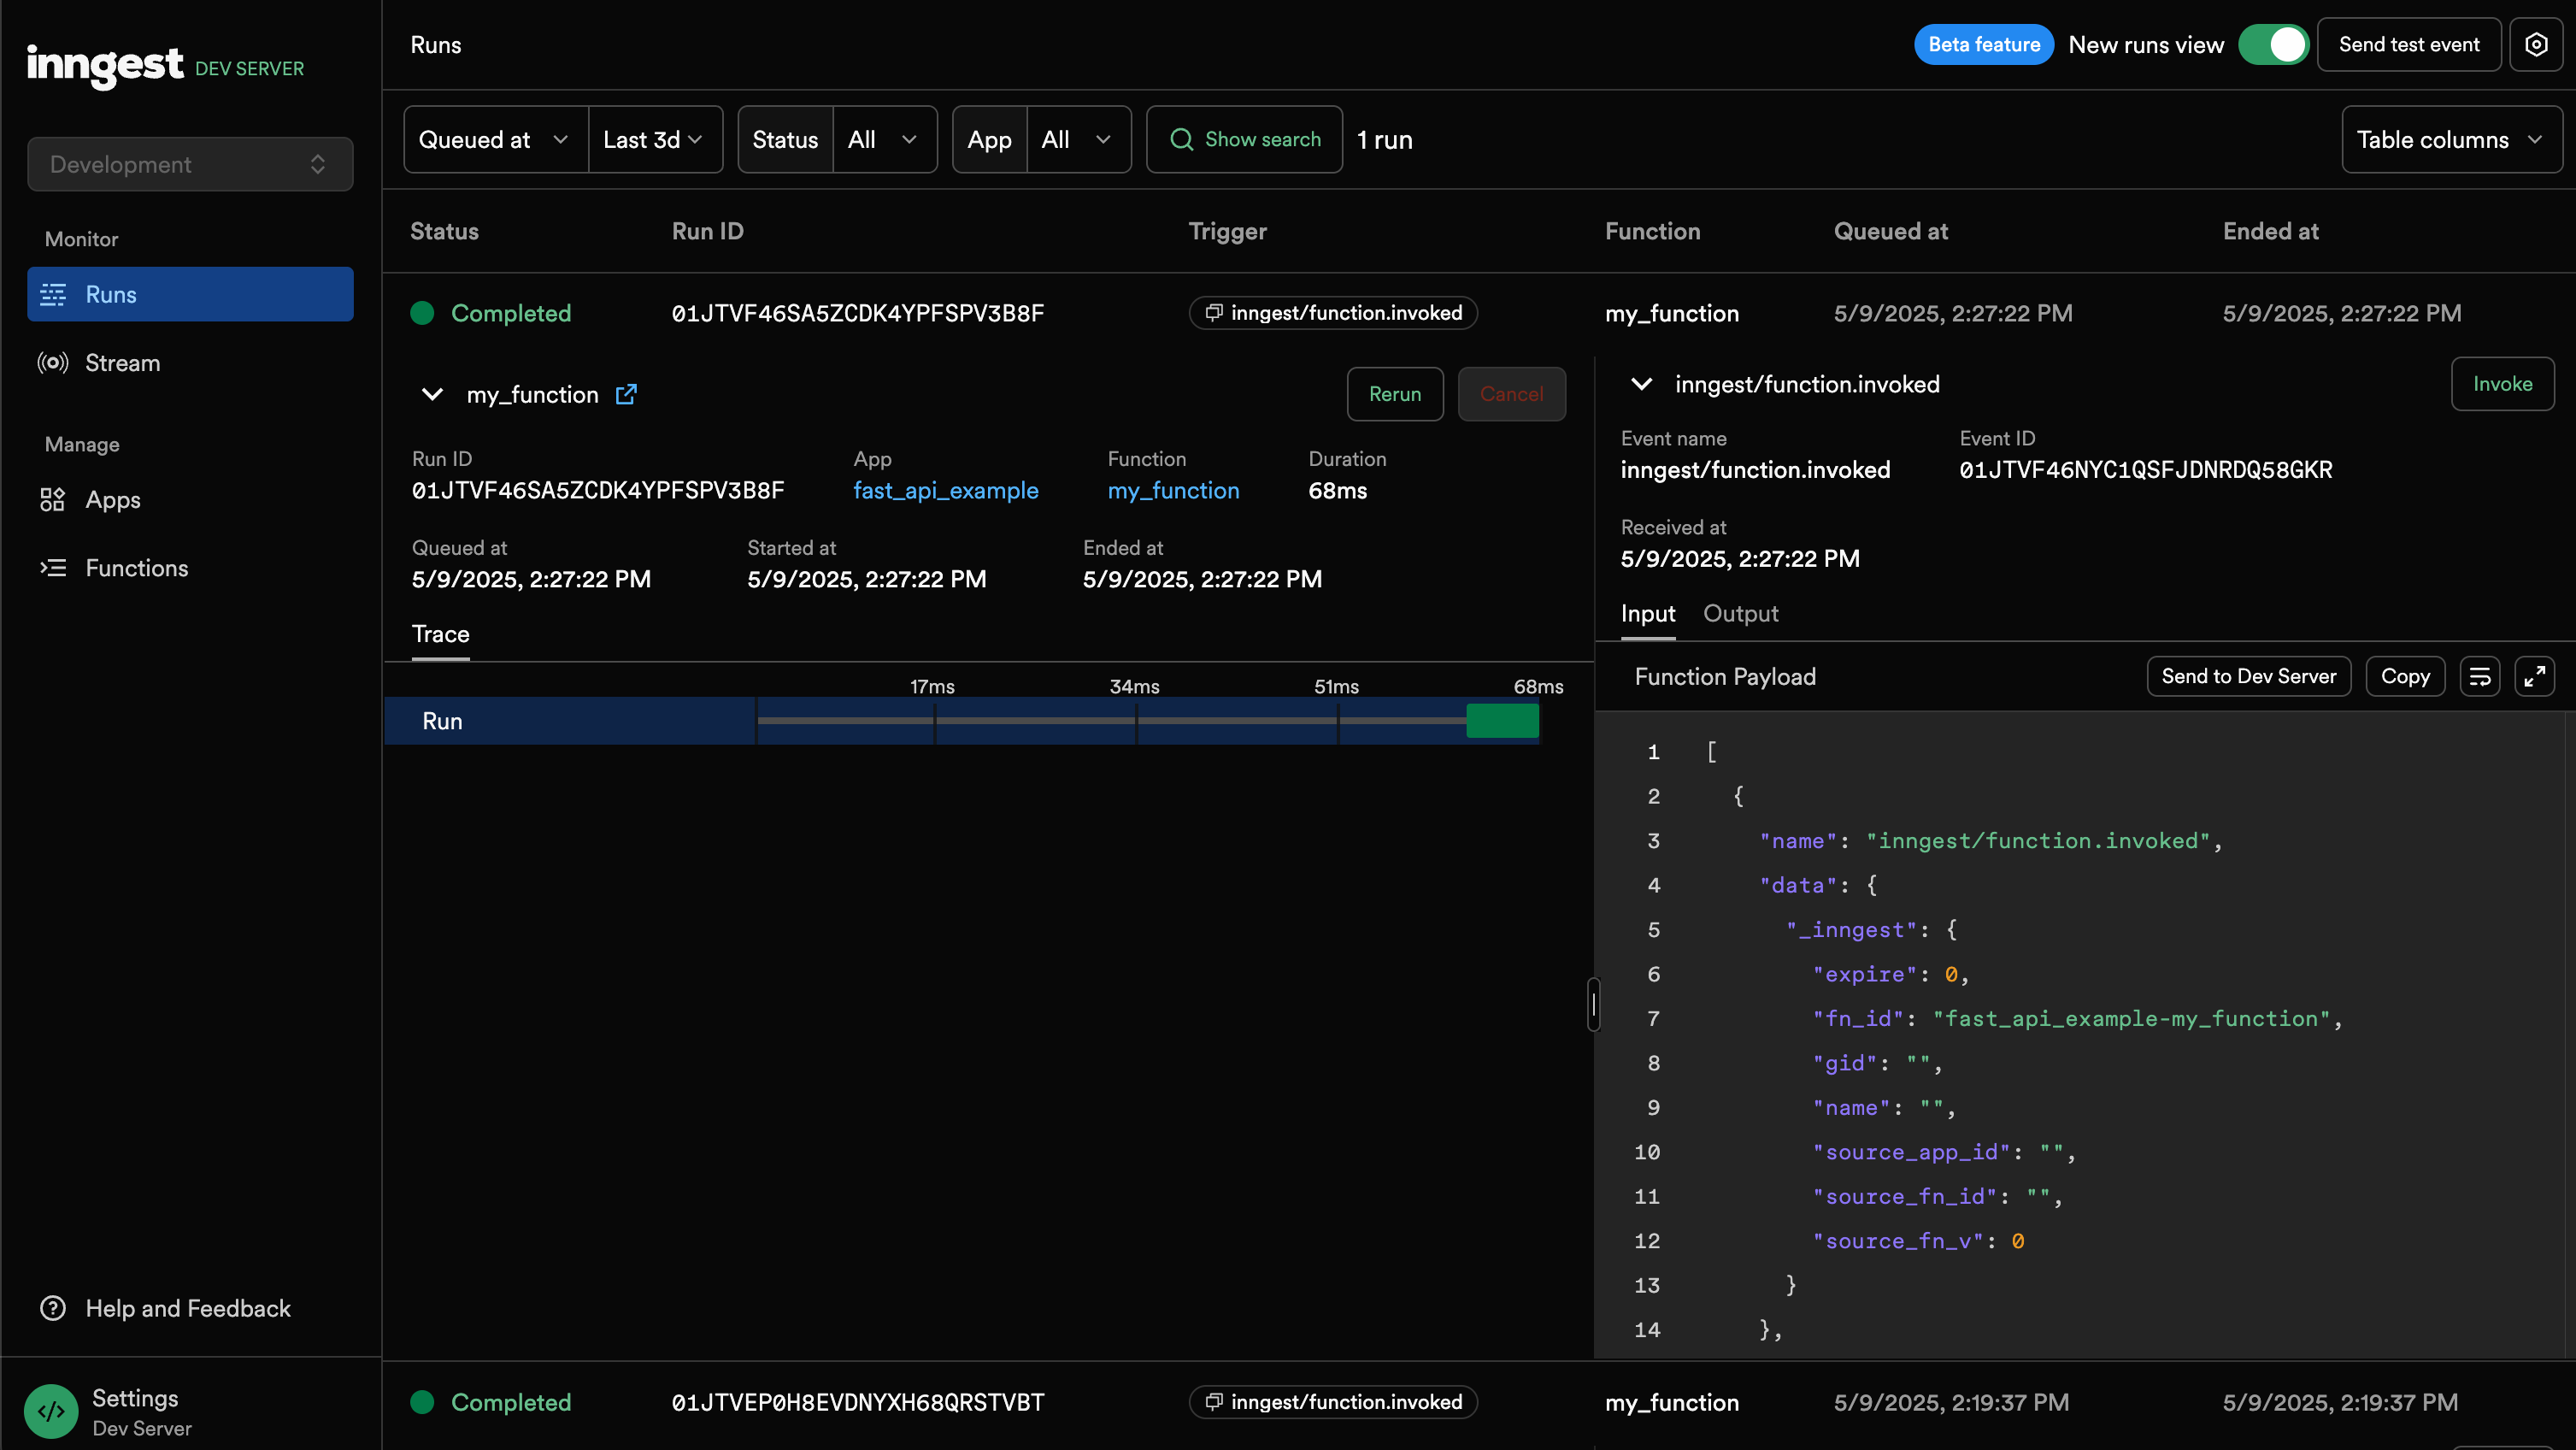 inngest DEV SERVER
Runs
Beta feature New runs view Send test event
Development
Queued at Last 3d Status All App All Show search 1 run Table columns
Monitor
Runs
Stream
Manage
Apps
Functions
Help and Feedback
Settings
Dev Server
Status Run ID Trigger Function Queued at Ended at
Completed 01JTVF46SA5ZCDK4YPFSPV3B8F inngest/function.invoked my_function 5/9/2025, 2:27:22 PM 5/9/2025, 2:27:22 PM
my_function Rerun Cancel
Run ID App Function Duration
01JTVF46SA5ZCDK4YPFSPV3B8F fast_api_example my_function 68ms
Queued at Started at Ended at
5/9/2025, 2:27:22 PM 5/9/2025, 2:27:22 PM 5/9/2025, 2:27:22 PM
Trace
17ms 34ms 51ms 68ms
Run
inngest/function.invoked Invoke
Event name Event ID
inngest/function.invoked 01JTVF46NYC1QSFJDNRDQ58GKR
Received at
5/9/2025, 2:27:22 PM
Input Output
Function Payload Send to Dev Server Copy
1 [
2 {
3 "name": "inngest/function.invoked",
4 "data": {
5 "_inngest": {
6 "expire": 0,
7 "fn_id": "fast_api_example-my_function",
8 "gid": "",
9 "name": "",
10 "source_app_id": "",
11 "source_fn_id": "",
12 "source_fn_v": 0
13 }
14 },
Completed 01JTVEP0H8EVDNYXH68QRSTVBT inngest/function.invoked my_function 5/9/2025, 2:19:37 PM 5/9/2025, 2:19:37 PM